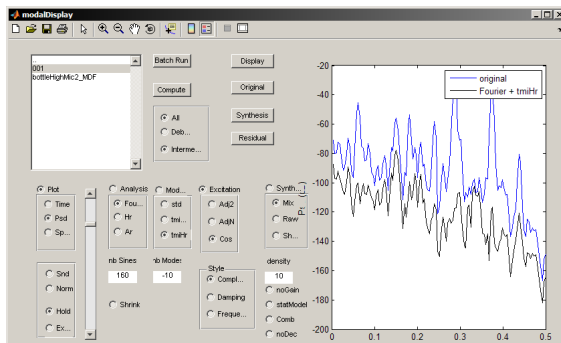 modalDisplay
..
001
bottleHighMic2_MDF
Batch Run
Compute
All
Deb...
Interme...
Display
Original
Synthesis
Residual
Plot
Time
Psd
Sp...
Snd
Norm
Hold
Ex...
Analysis
Fou...
Hr
Ar
Mod...
std
tmi...
tmiHr
Excitation
Adj2
AdjN
Cos
Synth...
Mix
Raw
Sh...
nb Sines
160
nb Moder
-10
Shrink
Style
Compl...
Damping
Freque...
density
10
noGain
statModel
Comb
noDec
original
Fourier + tmiHr
-20
-40
-60
-80
-100
-120
-140
-160
-180
-200
0
0.1
0.2
0.3
0.4
0.5